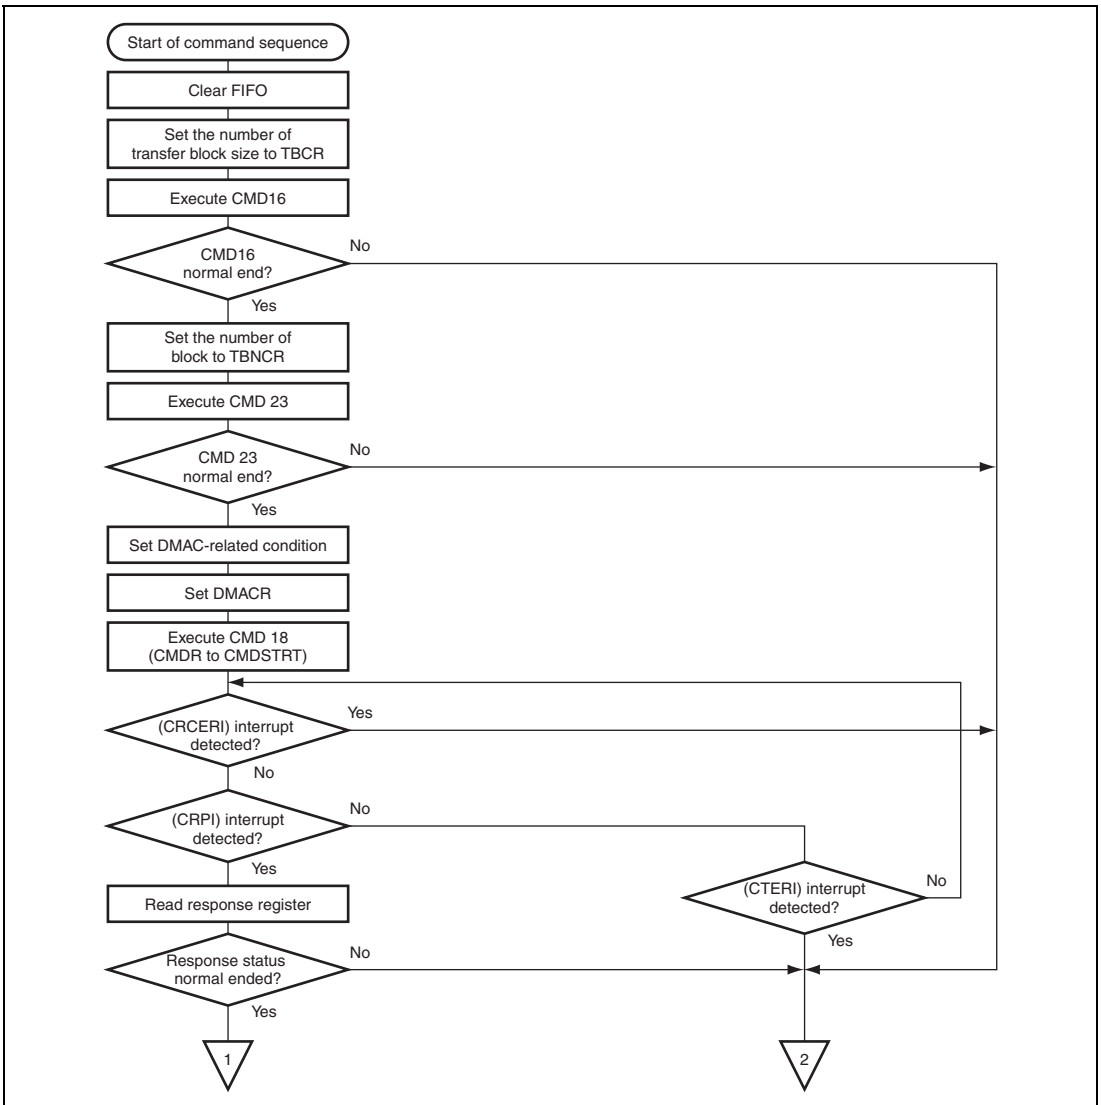 Start of command sequence
Clear FIFO
Set the number of
transfer block size to TBCR
Execute CMD16
CMD16
normal end?
No
Yes
Set the number of
block to TBNCR
Execute CMD 23
CMD 23
normal end?
No
Yes
Set DMAC-related condition
Set DMACR
Execute CMD 18
(CMDR to CMDSTRT)
(CRCERI) interrupt
detected?
Yes
No
(CRPI) interrupt
detected?
No
Yes
(CTERI) interrupt
detected?
No
Yes
Read response register
Response status
normal ended?
No
Yes
1
2